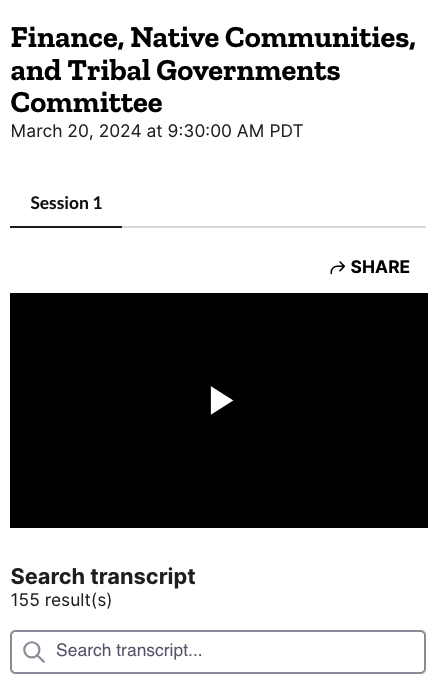 Finance, Native Communities,
and Tribal Governments
Committee
March 20, 2024 at 9:30:00 AM PDT
Session 1
SHARE
Search transcript
155 result(s)
Search transcript...